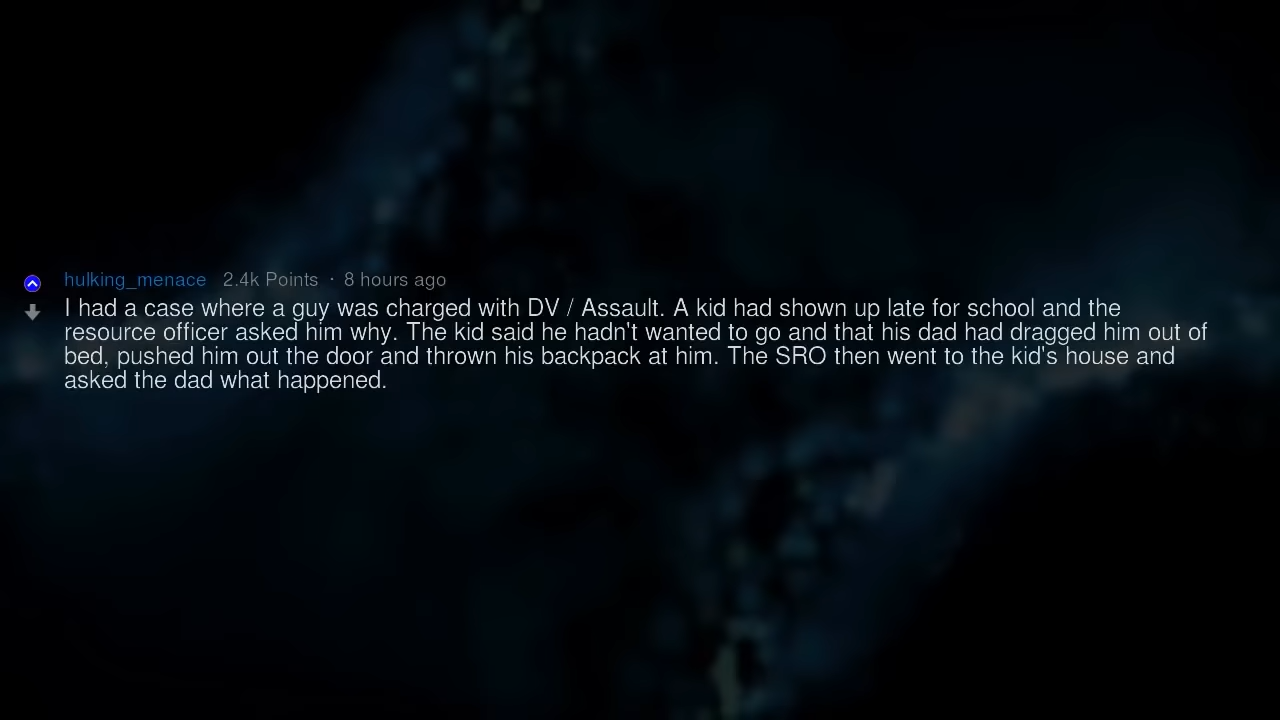 hulking_menace 2.4k Points · 8 hours ago
I had a case where a guy was charged with DV / Assault. A kid had shown up late for school and the
resource officer asked him why. The kid said he hadn't wanted to go and that his dad had dragged him out of
bed, pushed him out the door and thrown his backpack at him. The SRO then went to the kid's house and
asked the dad what happened.